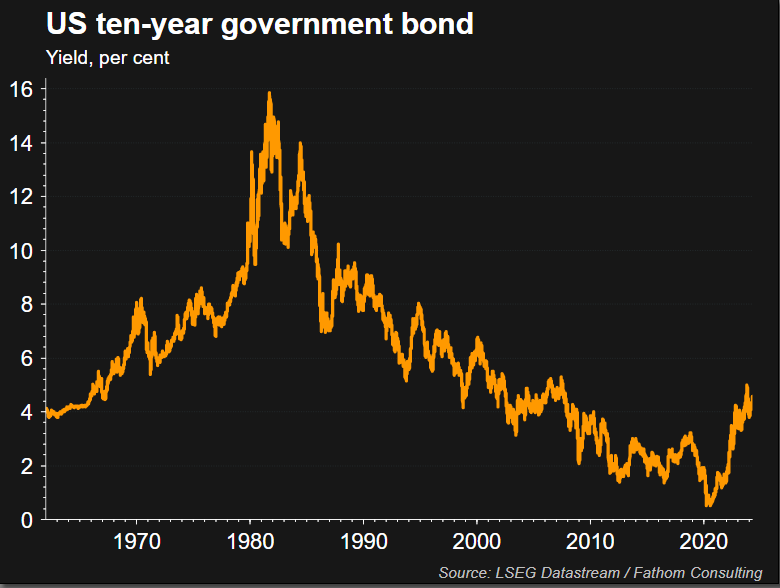 US ten-year government bond
Yield, per cent
16
14
12
10
8
6
4
2
0
1970 1980 1990 2000 2010 2020
Source: LSEG Datastream / Fathom Consulting